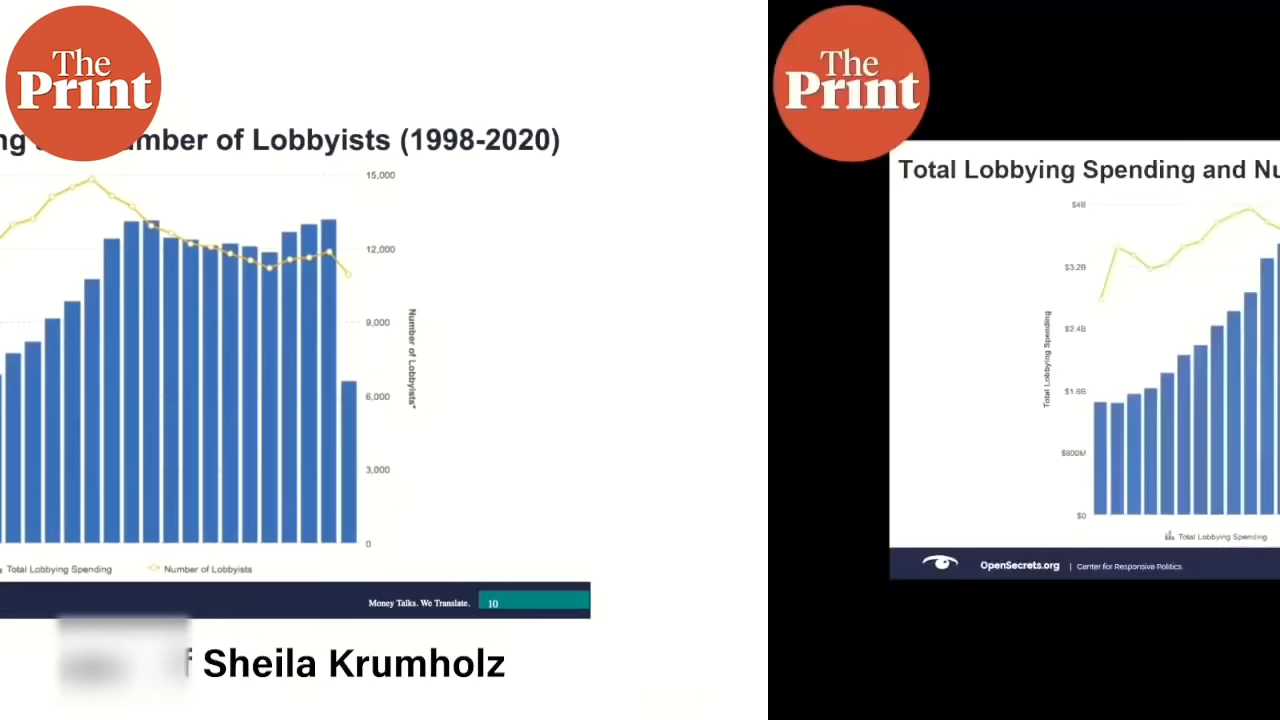 The
Print
mber of Lobbyists (1998-2020)
15,000
12,000
9,000
6,000
3,000
0
Number of Lobbyists*
Total Lobbying Spending
Number of Lobbyists
Money Talks. We Translate.
10
Sheila Krumholz
The
Print
Total Lobbying Spending and Nu
$4B
$3.2B
$2.4B
$1.6B
$800M
$0
Total Lobbying Spending
Total Lobbying Spending
OpenSecrets.org | Center for Responsive Politics